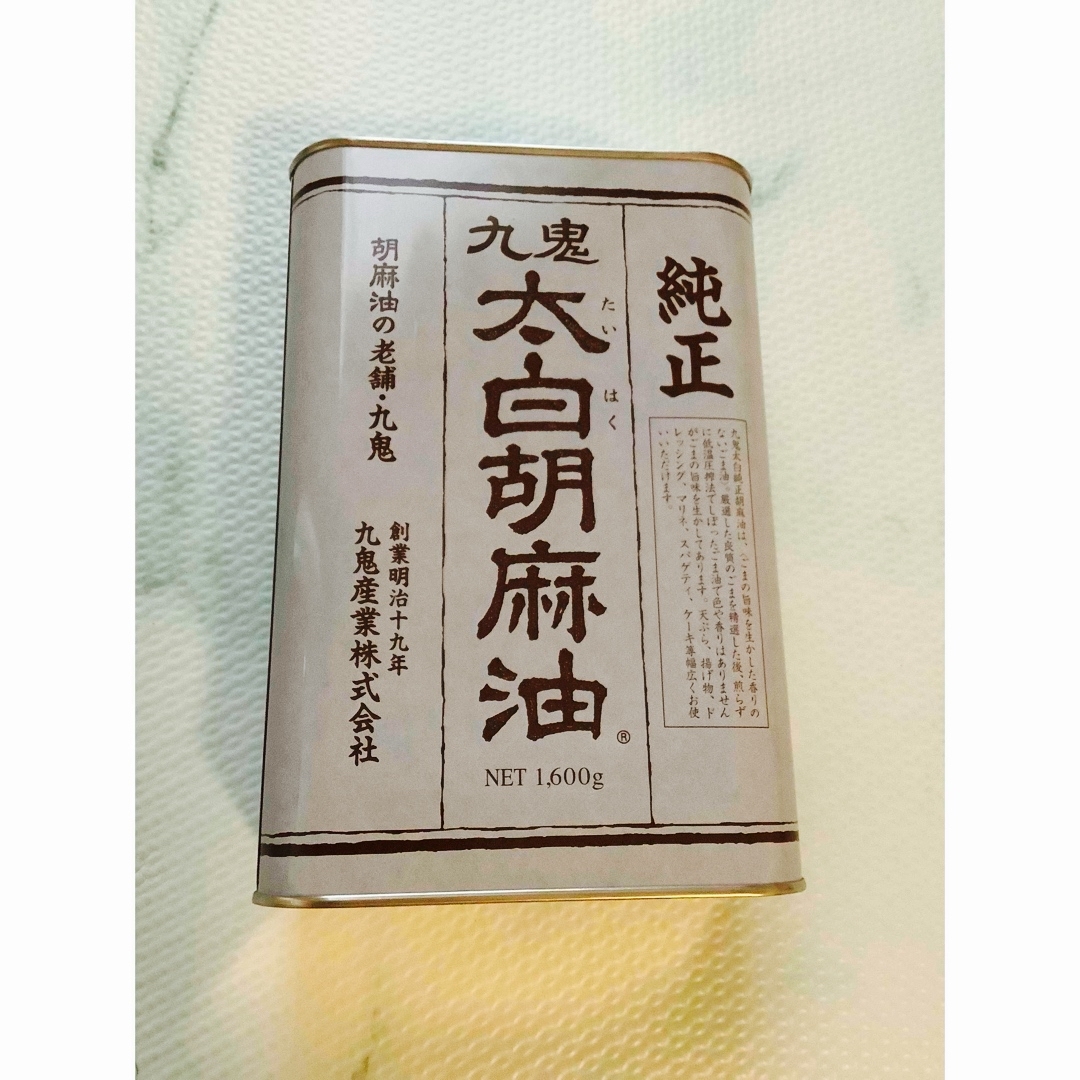 純正
九鬼太白純正胡麻油は、ごまの旨味を生かした香りの
ないごま油。厳選した良質のごまを精選した後、煎らず
に低温圧搾法でしぼったごま油で色や香りはありません
がごまの旨味を生かしてあります。天ぷら、揚げ物、ド
レッシング、マリネ、スパゲティ、ケーキ等幅広くお使
いいただけます。
九鬼
太白胡麻油
たいはく
®
NET 1,600g
胡麻油の老舗・九鬼
創業明治十九年
九鬼産業株式会社